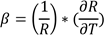 β = (1/R) * (∂R/∂T)